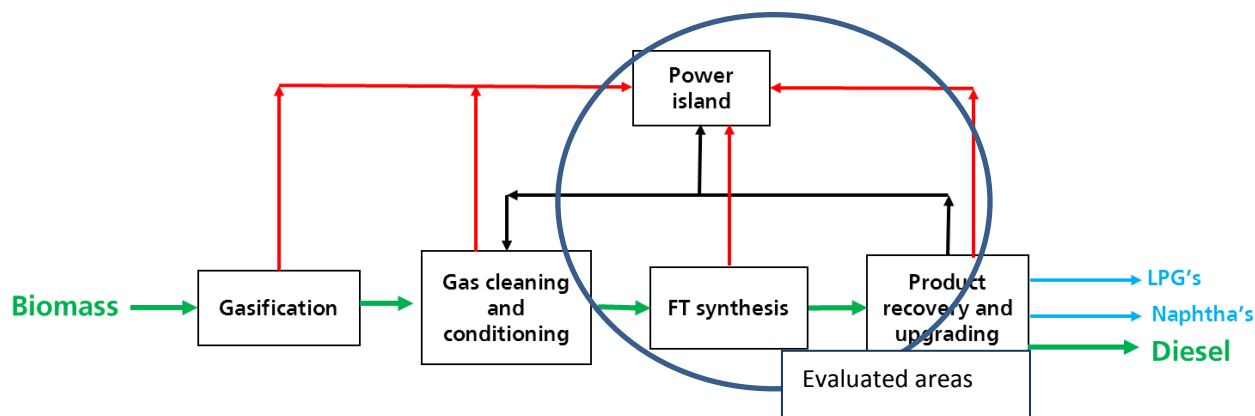 Power
island
Biomass
Gasification
Gas cleaning
and
conditioning
FT synthesis
Product
recovery and
upgrading
LPG's
Naphtha's
Diesel
Evaluated areas